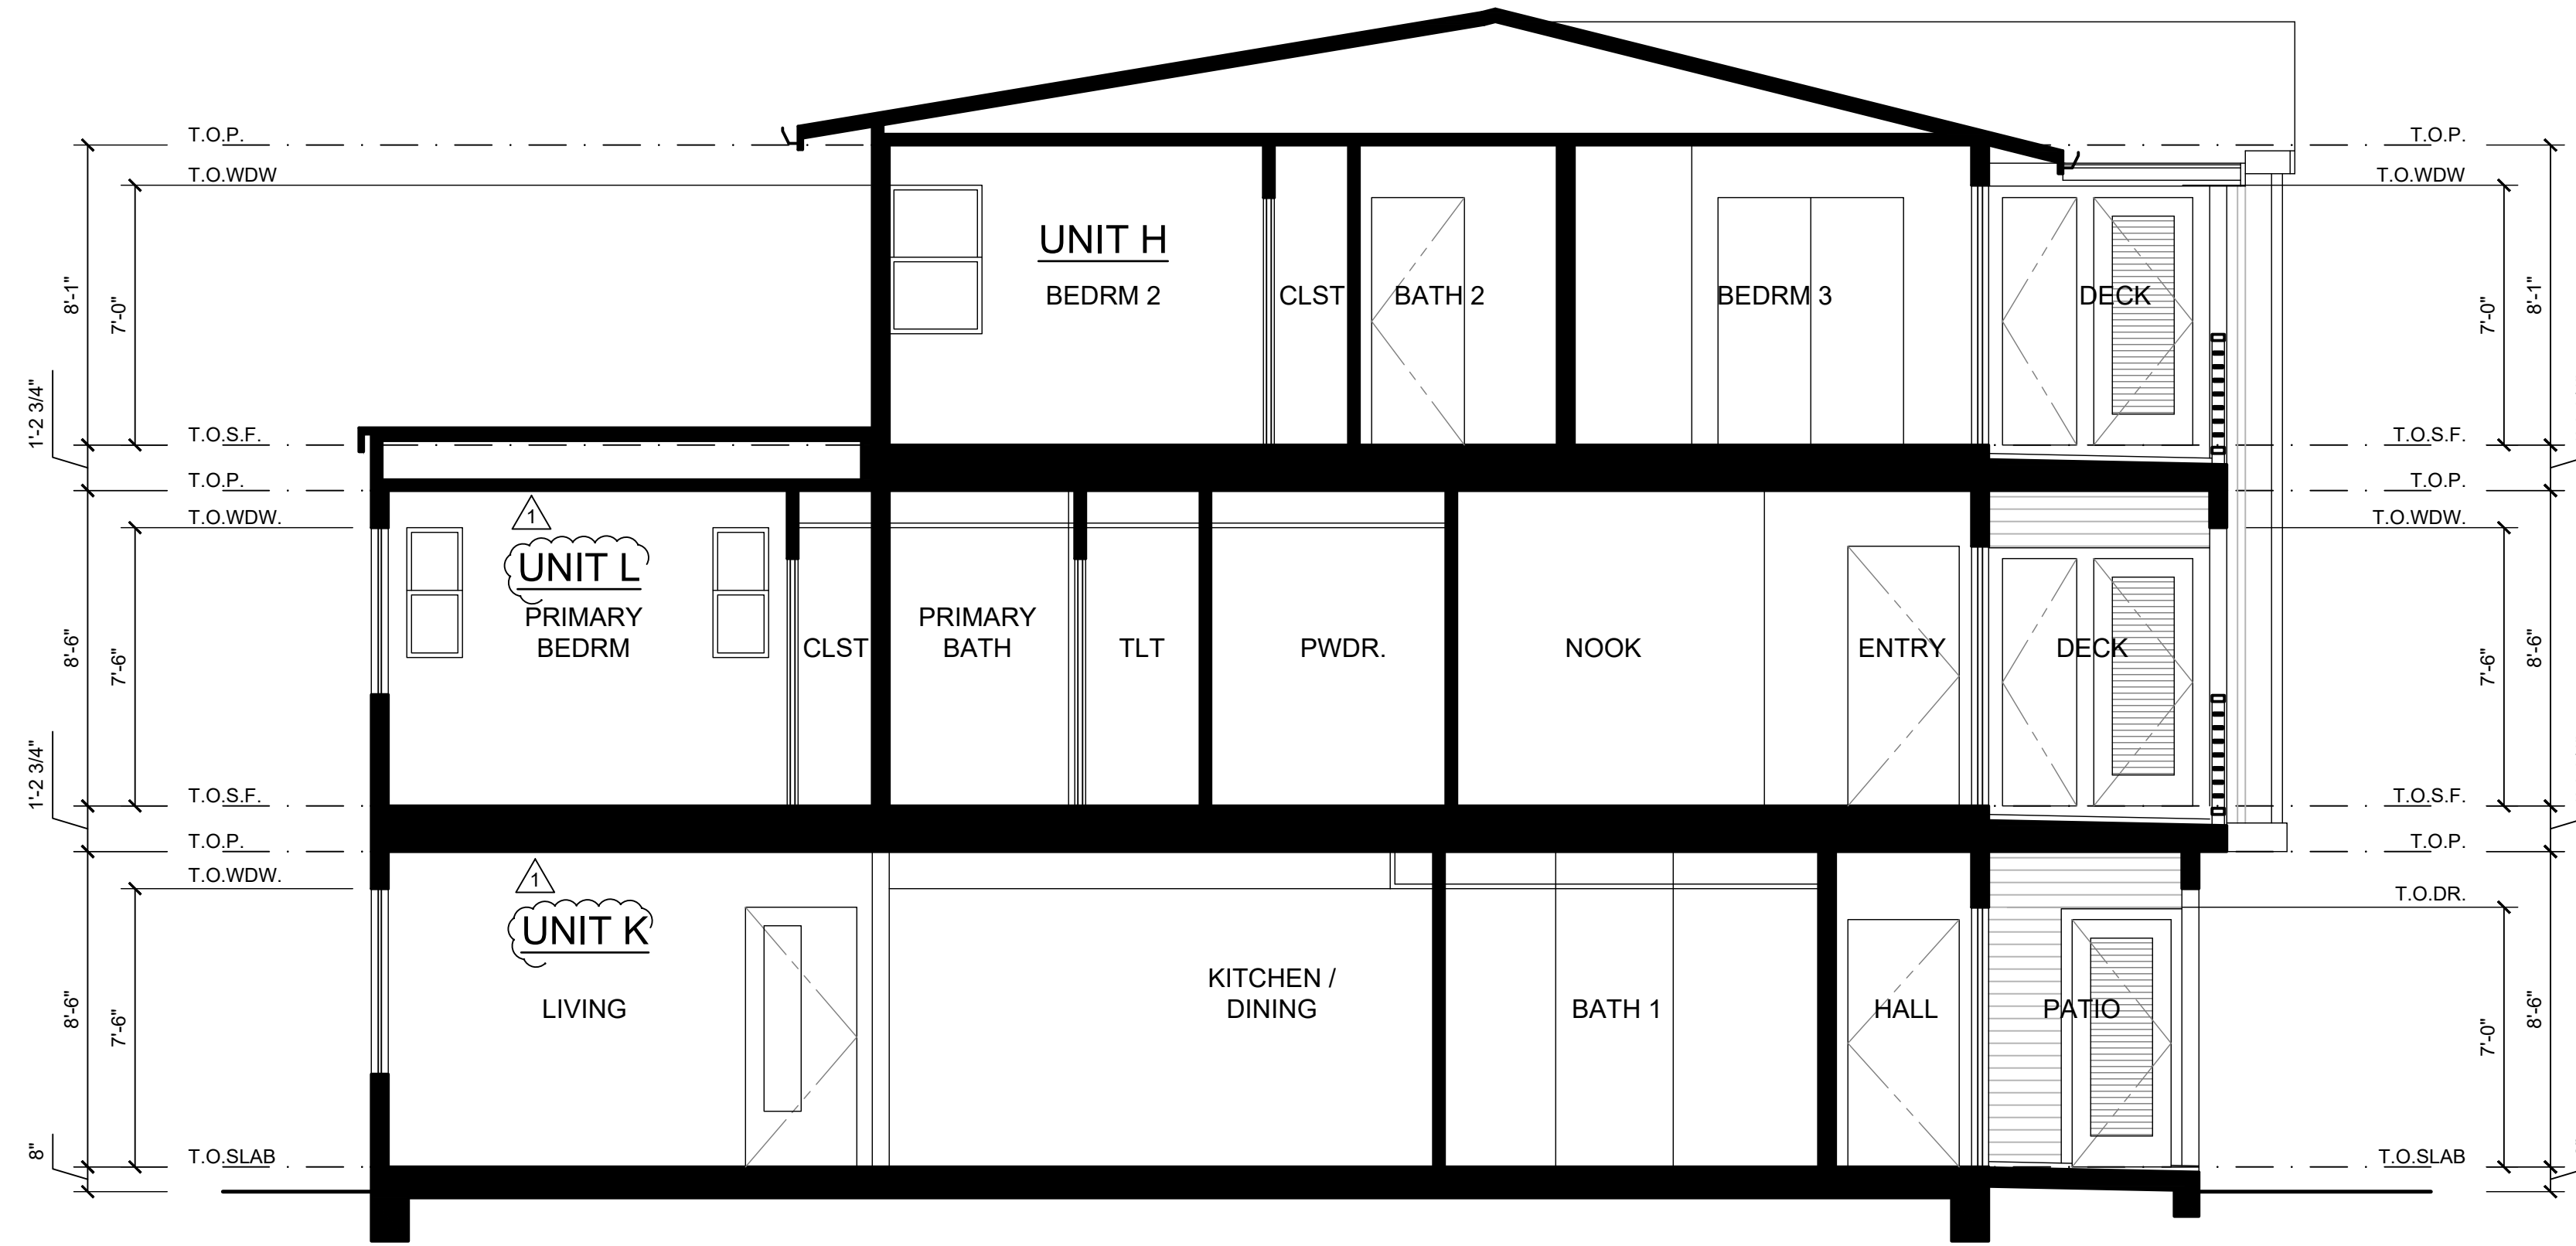 T.O.P.
T.O.P.
T.O.WDW
T.O.WDW
UNIT H
8'-1"
7'-0"
BEDRM 2
CLST
BATH 2
BEDRM 3
DECK
7'-0"
8'-1"
1'-2 3/4"
T.O.S.F.
T.O.S.F.
T.O.P.
T.O.P.
1
T.O.WDW.
T.O.WDW.
UNIT L
PRIMARY
BEDRM
CLST
PRIMARY
BATH
TLT
PWDR.
NOOK
ENTRY
DECK
8'-6"
7'-6"
7'-6"
8'-6"
1'-2 3/4"
T.O.S.F.
T.O.S.F.
T.O.P.
T.O.P.
1
T.O.WDW.
T.O.DR.
UNIT K
LIVING
KITCHEN /
DINING
BATH 1
HALL
PATIO
8'-6"
7'-6"
7'-0"
8'-6"
8"
T.O.SLAB
T.O.SLAB